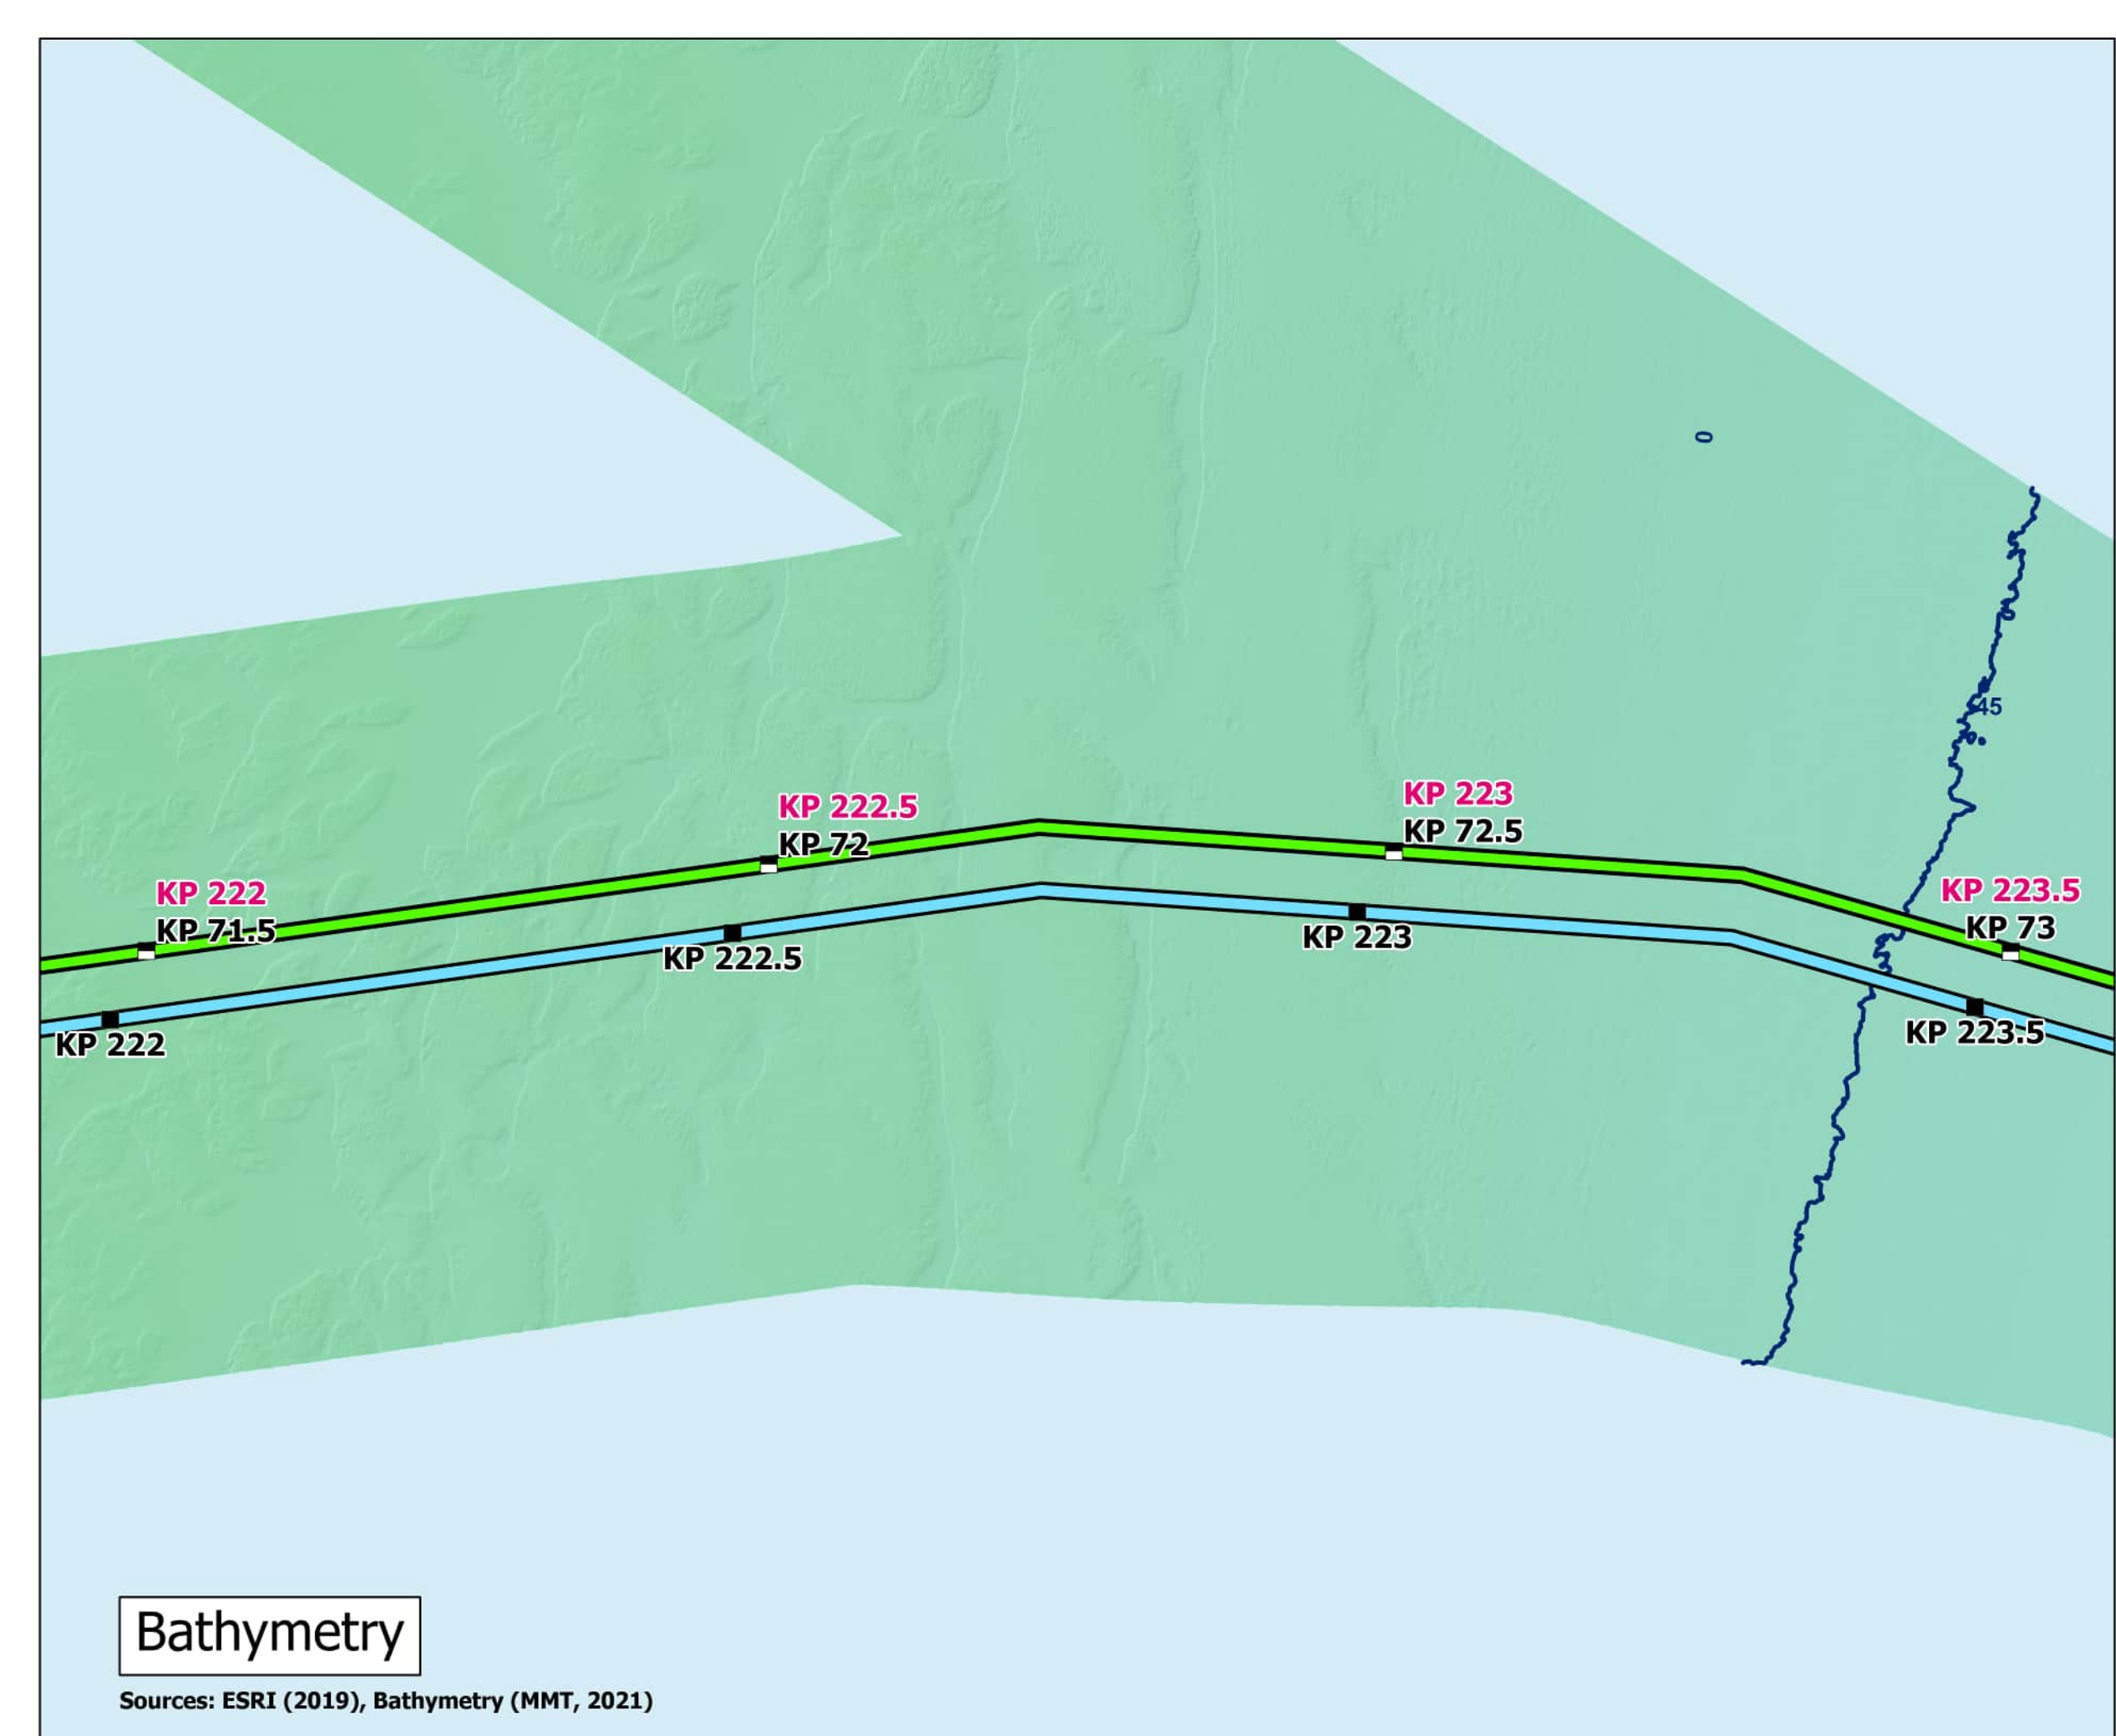 0
45
KP 222.5
KP 72
KP 223
KP 72.5
KP 222
KP 71.5
KP 223.5
KP 73
KP 222
KP 222.5
KP 223
KP 223.5
Bathymetry
Sources: ESRI (2019), Bathymetry (MMT, 2021)